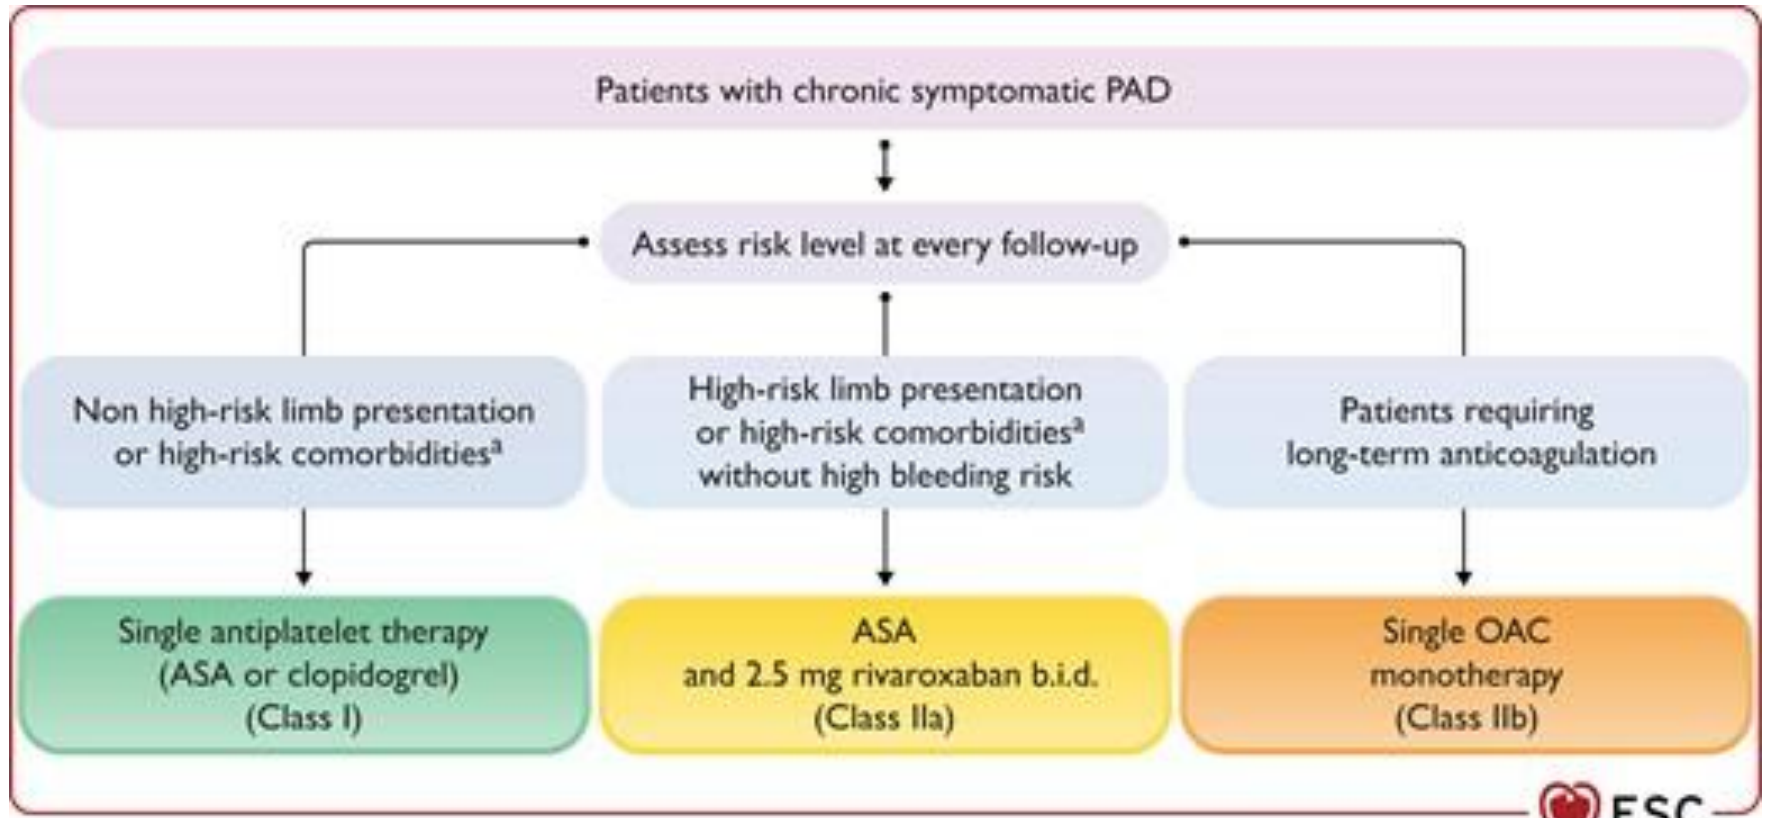 Patients with chronic symptomatic PAD
Assess risk level at every follow-up
Non high-risk limb presentation
or high-risk comorbiditiesᵃ
High-risk limb presentation
or high-risk comorbiditiesᵃ
without high bleeding risk
Patients requiring
long-term anticoagulation
Single antiplatelet therapy
(ASA or clopidogrel)
(Class I)
ASA
and 2.5 mg rivaroxaban b.i.d.
(Class IIa)
Single OAC
monotherapy
(Class IIb)
ESC